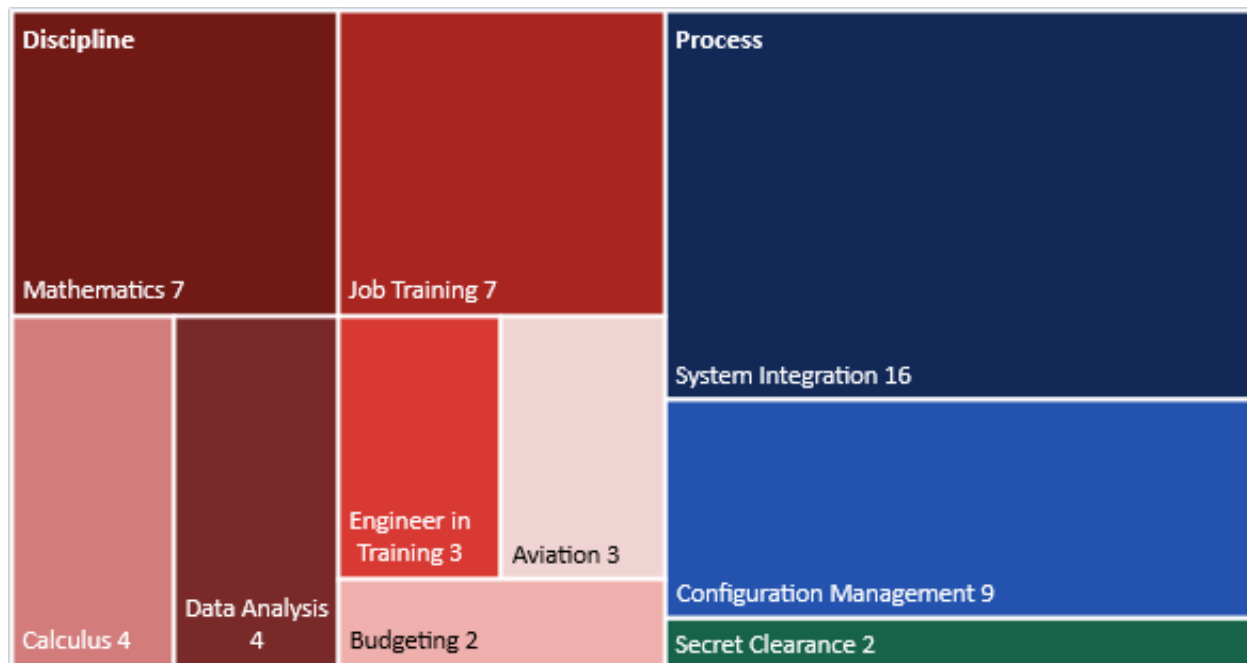 Discipline
Mathematics 7
Job Training 7
Calculus 4
Data Analysis
4
Engineer in
Training 3
Aviation 3
Budgeting 2
Process
System Integration 16
Configuration Management 9
Secret Clearance 2